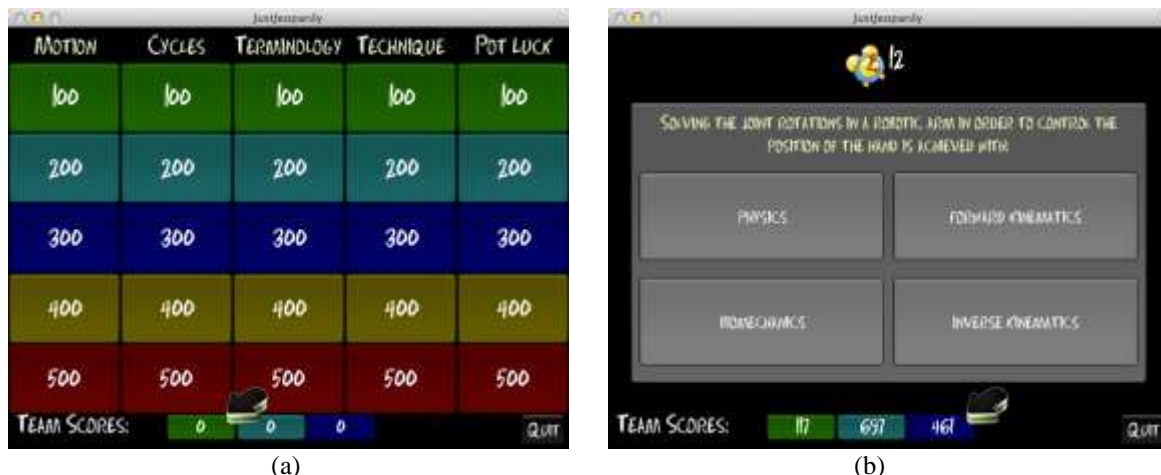 JustJeopardy
MOTION CYCLES TERMINOLOGY TECHNIQUE POT LUCK
100 100 100 100 100
200 200 200 200 200
300 300 300 300 300
400 400 400 400 400
500 500 500 500 500
TEAM SCORES: 0 0 0 QUIT
(a)
JustJeopardy
12
SOLVING THE JOINT ROTATIONS IN A ROBOTIC ARM IN ORDER TO CONTROL THE
POSITION OF THE HAND IS ACHIEVED WITH:
PHYSICS FORWARD KINEMATICS
BIOMECHANICS INVERSE KINEMATICS
TEAM SCORES: 117 697 461 QUIT
(b)